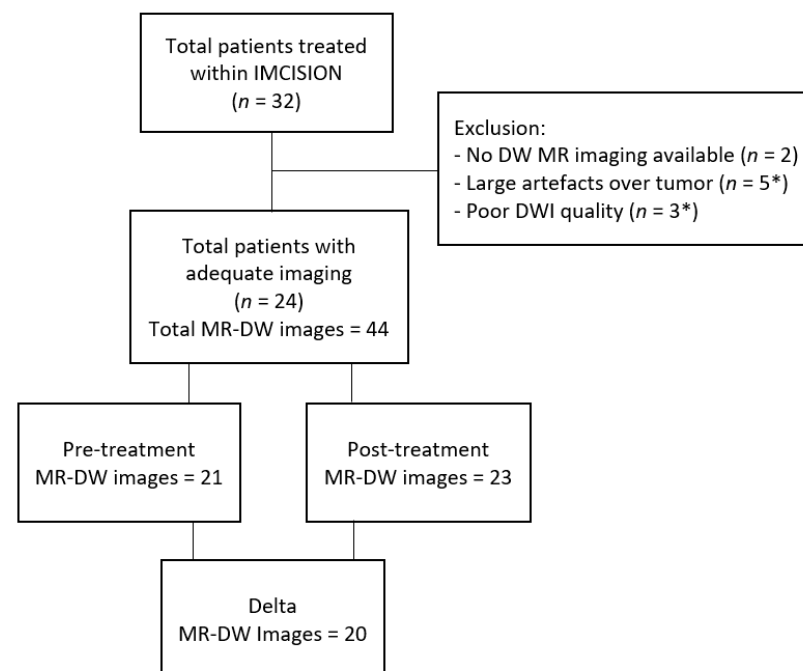 Total patients treated
within IMCISION
(n = 32)
Exclusion:
- No DW MR imaging available (n = 2)
- Large artefacts over tumor (n = 5*)
- Poor DWI quality (n = 3*)
Total patients with
adequate imaging
(n = 24)
Total MR-DW images = 44
Pre-treatment
MR-DW images = 21
Post-treatment
MR-DW images = 23
Delta
MR-DW Images = 20